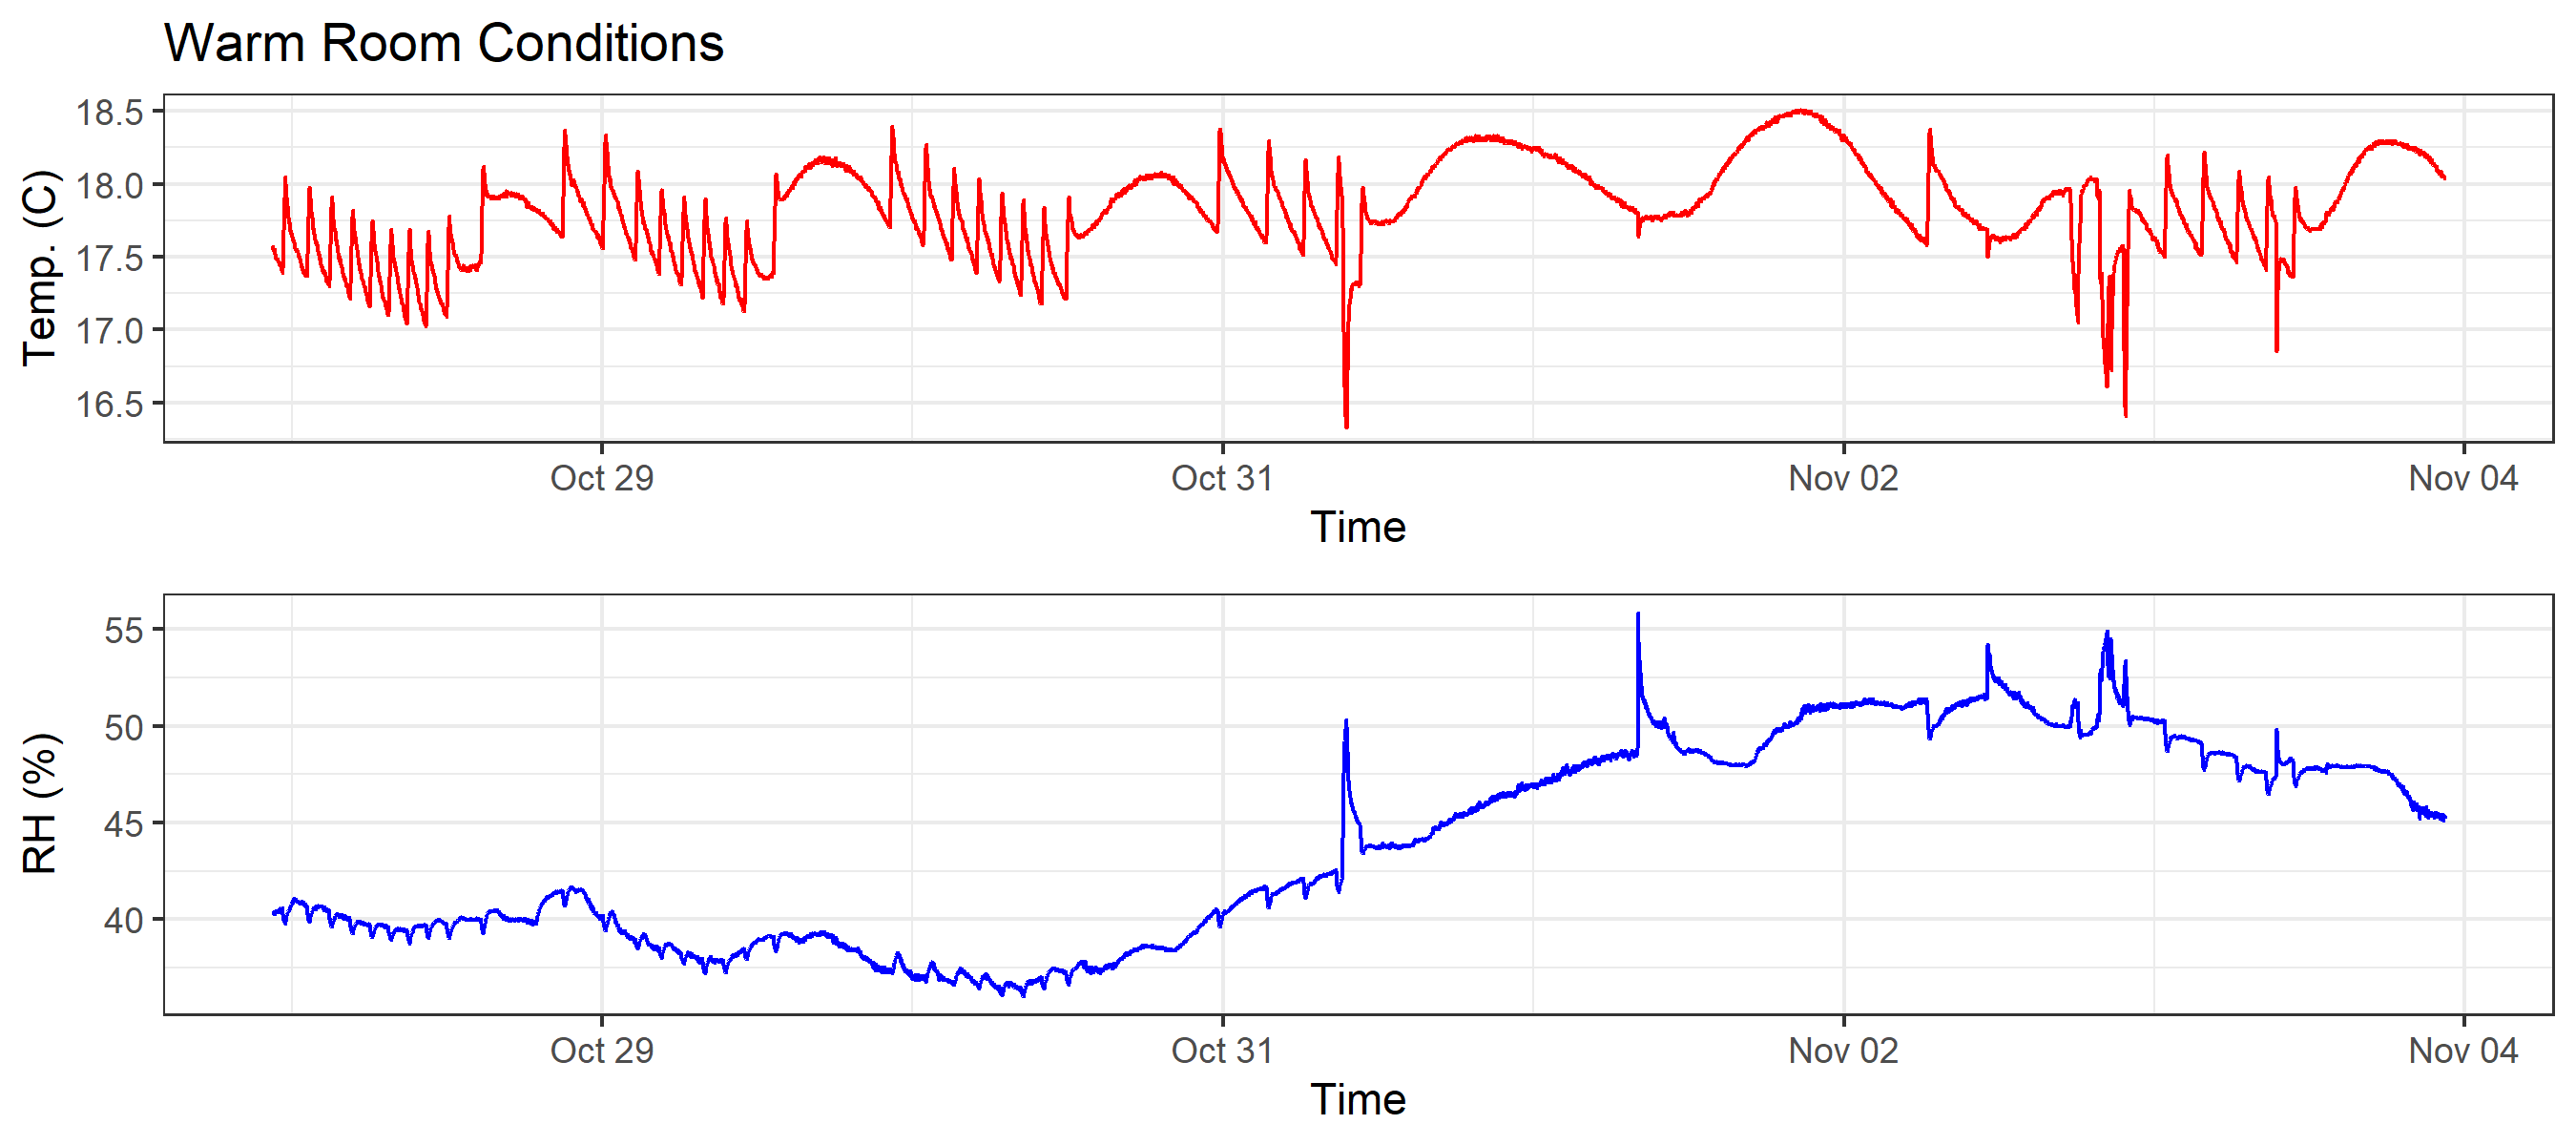 Warm Room Conditions
Temp. (C)
18.5
18.0
17.5
17.0
16.5
Oct 29 Oct 31 Nov 02 Nov 04
Time
RH (%)
55
50
45
40
Oct 29 Oct 31 Nov 02 Nov 04
Time